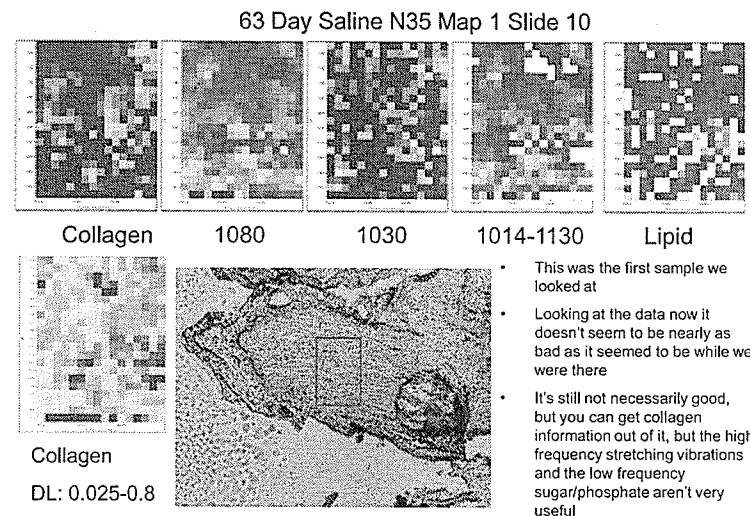 63 Day Saline N35 Map 1 Slide 10
Collagen
1080
1030
1014-1130
Lipid
Collagen
DL: 0.025-0.8
• This was the first sample we
looked at
• Looking at the data now it
doesn't seem to be nearly as
bad as it seemed to be while we
were there
• It's still not necessarily good,
but you can get collagen
information out of it, but the high
frequency stretching vibrations
and the low frequency
sugar/phosphate aren't very
useful